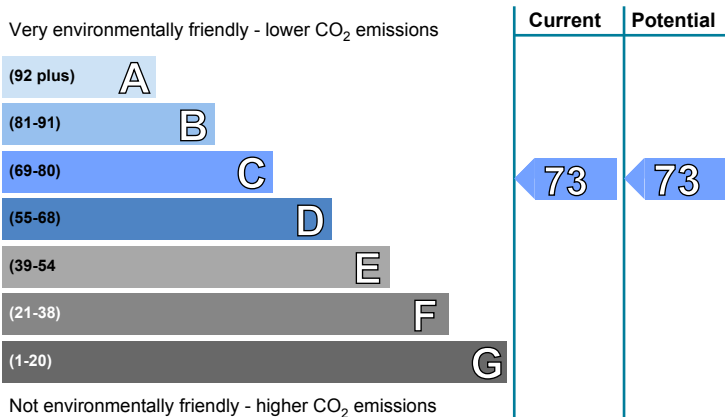 Very environmentally friendly - lower CO2 emissions
Current Potential
(92 plus) A
(81-91) B
(69-80) C
73 73
(55-68) D
(39-54 E
(21-38) F
(1-20) G
Not environmentally friendly - higher CO2 emissions